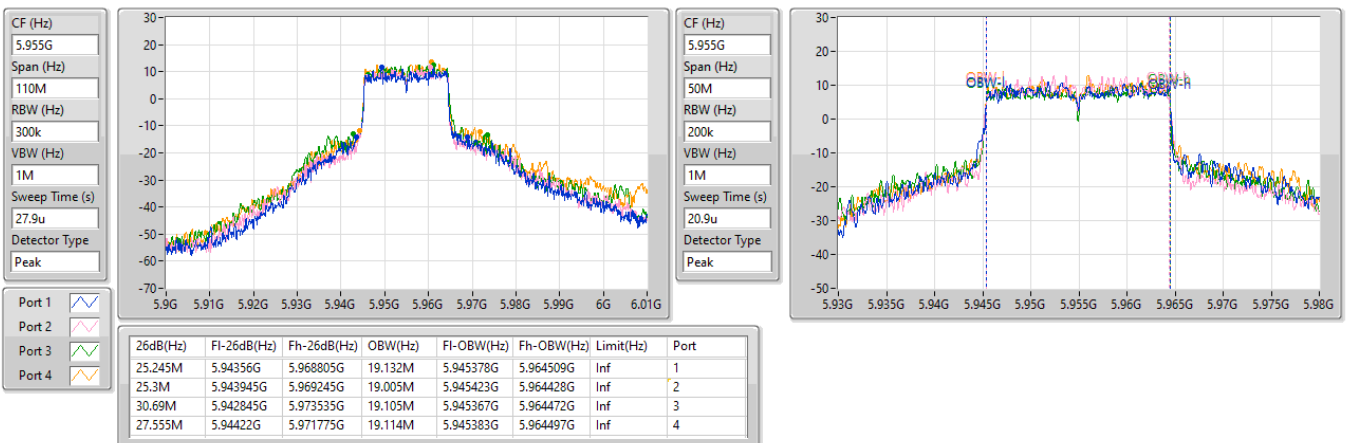 CF (Hz)
5.955G
Span (Hz)
110M
RBW (Hz)
300k
VBW (Hz)
1M
Sweep Time (s)
27.9u
Detector Type
Peak
30
20
10
0
-10
-20
-30
-40
-50
-60
-70
5.9G 5.91G 5.92G 5.93G 5.94G 5.95G 5.96G 5.97G 5.98G 5.99G 6G 6.01G
CF (Hz)
5.955G
Span (Hz)
50M
RBW (Hz)
200k
VBW (Hz)
1M
Sweep Time (s)
20.9u
Detector Type
Peak
30
20
10
0
-10
-20
-30
-40
-50
OBW-l OBW-h
5.93G 5.935G 5.94G 5.945G 5.95G 5.955G 5.96G 5.965G 5.97G 5.975G 5.98G
Port 1
Port 2
Port 3
Port 4
26dB(Hz) Fl-26dB(Hz) Fh-26dB(Hz) OBW(Hz) Fl-OBW(Hz) Fh-OBW(Hz) Limit(Hz) Port
25.245M 5.94356G 5.968805G 19.132M 5.945378G 5.964509G Inf 1
25.3M 5.943945G 5.969245G 19.005M 5.945423G 5.964428G Inf 2
30.69M 5.942845G 5.973535G 19.105M 5.945367G 5.964472G Inf 3
27.555M 5.94422G 5.971775G 19.114M 5.945383G 5.964497G Inf 4